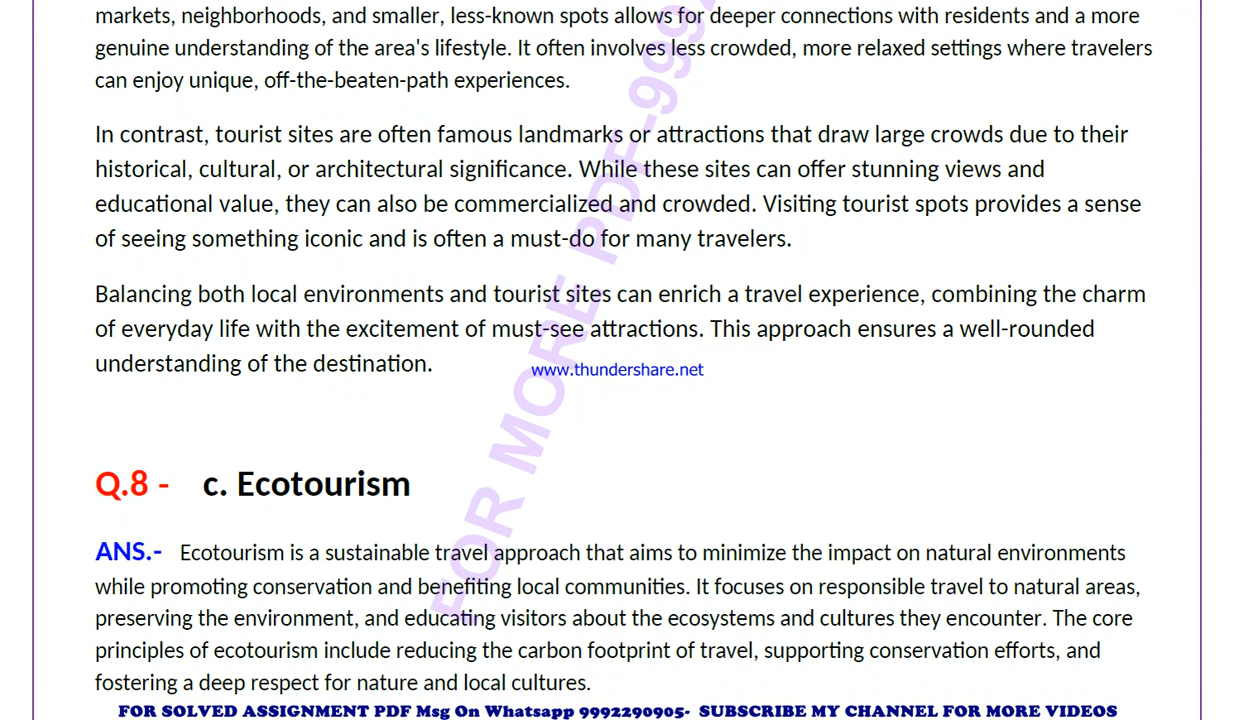 markets, neighborhoods, and smaller, less-known spots allows for deeper connections with residents and a more
genuine understanding of the area's lifestyle. It often involves less crowded, more relaxed settings where travelers
can enjoy unique, off-the-beaten-path experiences.
In contrast, tourist sites are often famous landmarks or attractions that draw large crowds due to their
historical, cultural, or architectural significance. While these sites can offer stunning views and
educational value, they can also be commercialized and crowded. Visiting tourist spots provides a sense
of seeing something iconic and is often a must-do for many travelers.
Balancing both local environments and tourist sites can enrich a travel experience, combining the charm
of everyday life with the excitement of must-see attractions. This approach ensures a well-rounded
understanding of the destination.
www.thundershare.net
FOR MORE PDF-999
Q.8 - c. Ecotourism
ANS.- Ecotourism is a sustainable travel approach that aims to minimize the impact on natural environments
while promoting conservation and benefiting local communities. It focuses on responsible travel to natural areas,
preserving the environment, and educating visitors about the ecosystems and cultures they encounter. The core
principles of ecotourism include reducing the carbon footprint of travel, supporting conservation efforts, and
fostering a deep respect for nature and local cultures.
FOR SOLVED ASSIGNMENT PDF Msg On Whatsapp 9992290905- SUBSCRIBE MY CHANNEL FOR MORE VIDEOS